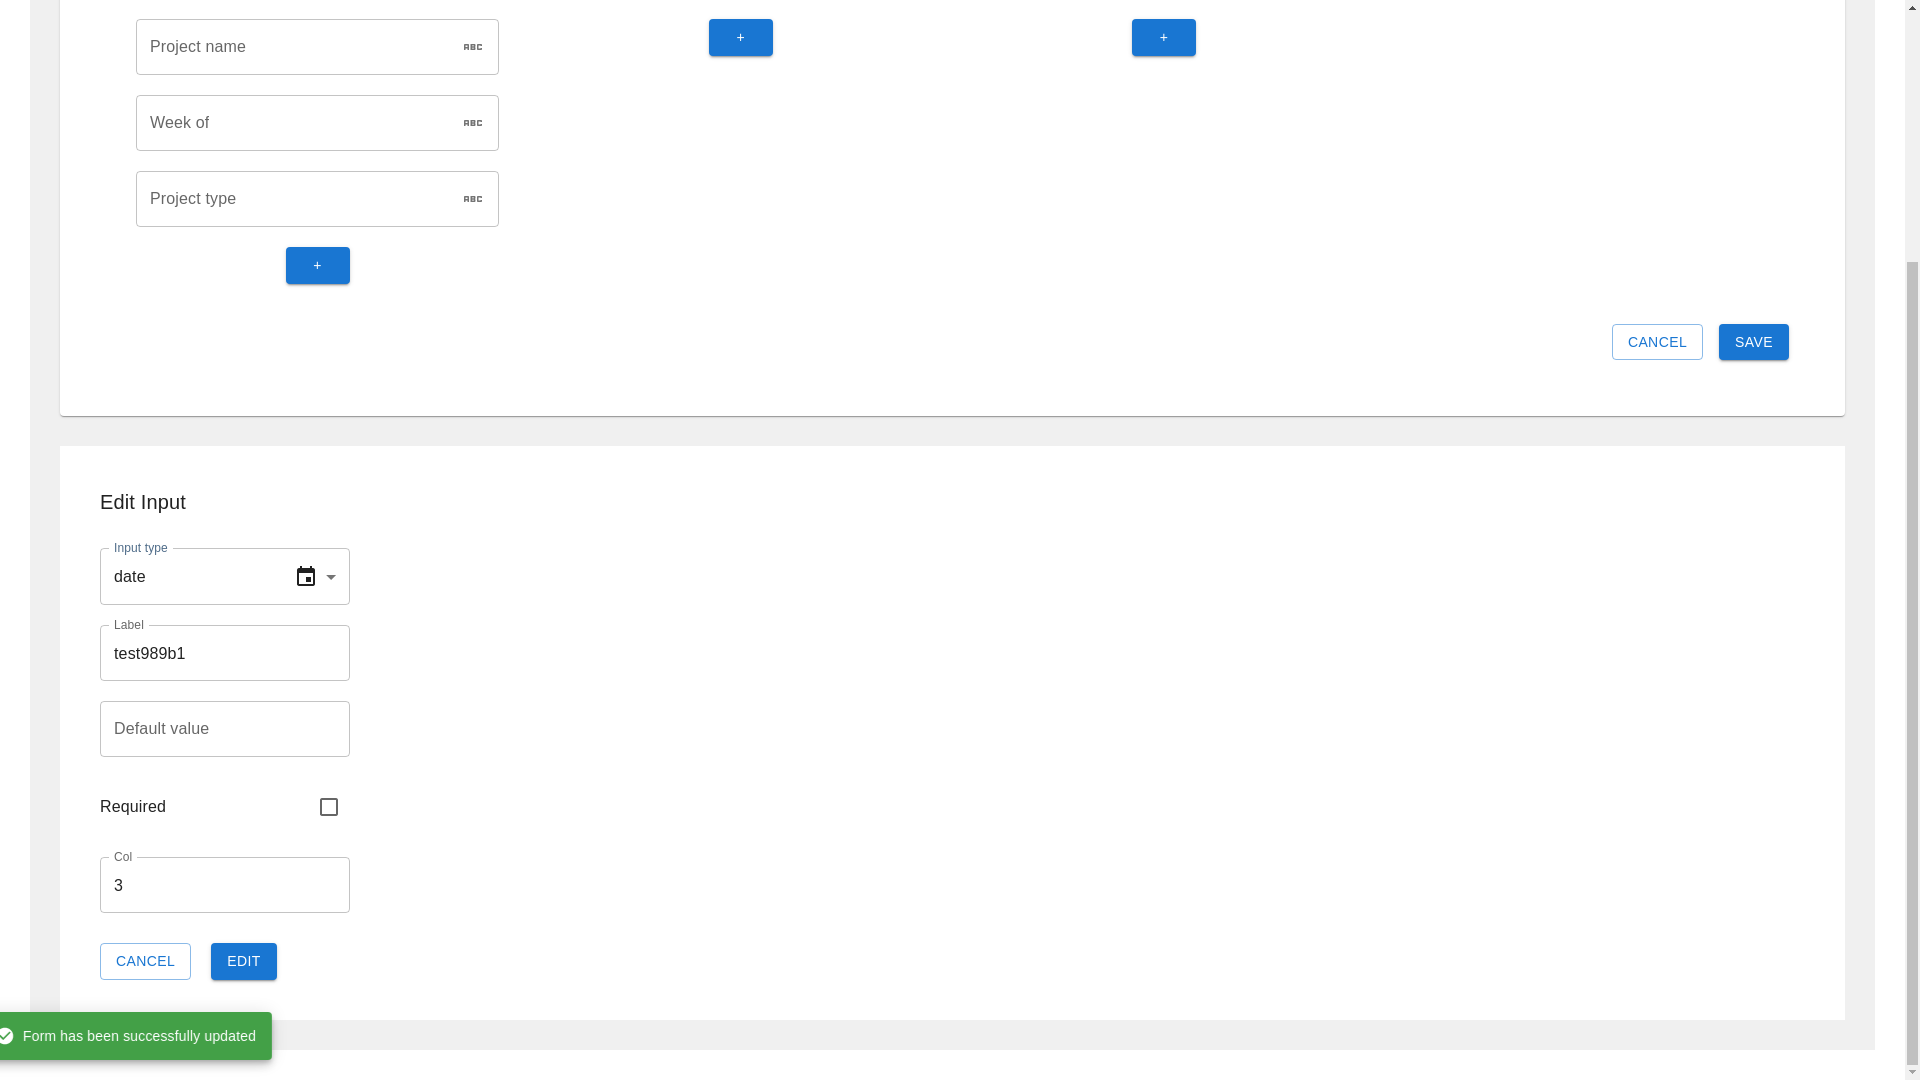 Project name
ABC
+
+
Week of
ABC
Project type
ABC
+
CANCEL
SAVE
Edit Input
Input type
date
Label
test989b1
Default value
Required
Col
3
CANCEL
EDIT
Form has been successfully updated